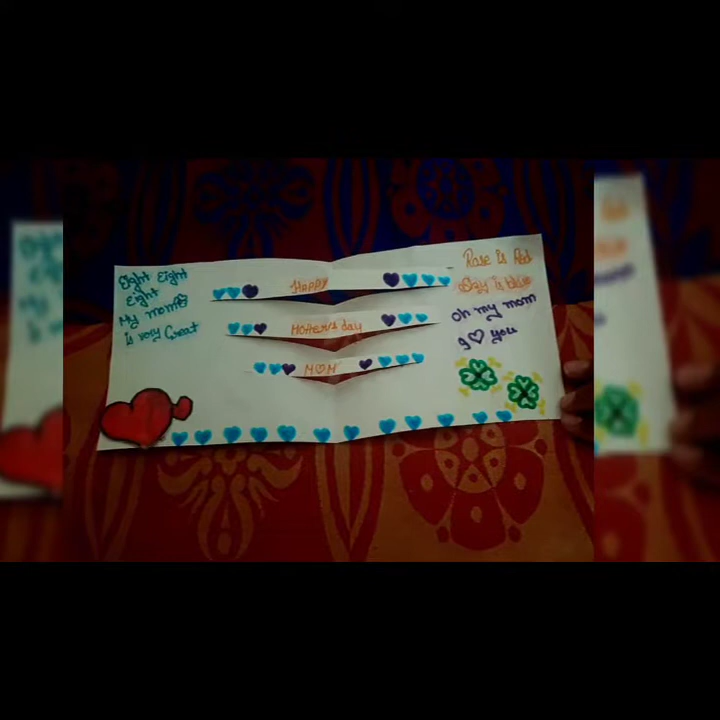 Eight Eight
Eight
My mom
is very Great
Happy
Mother's day
M♡M
Rose is Red
Sky is blue
Oh my mom
I ♡ you